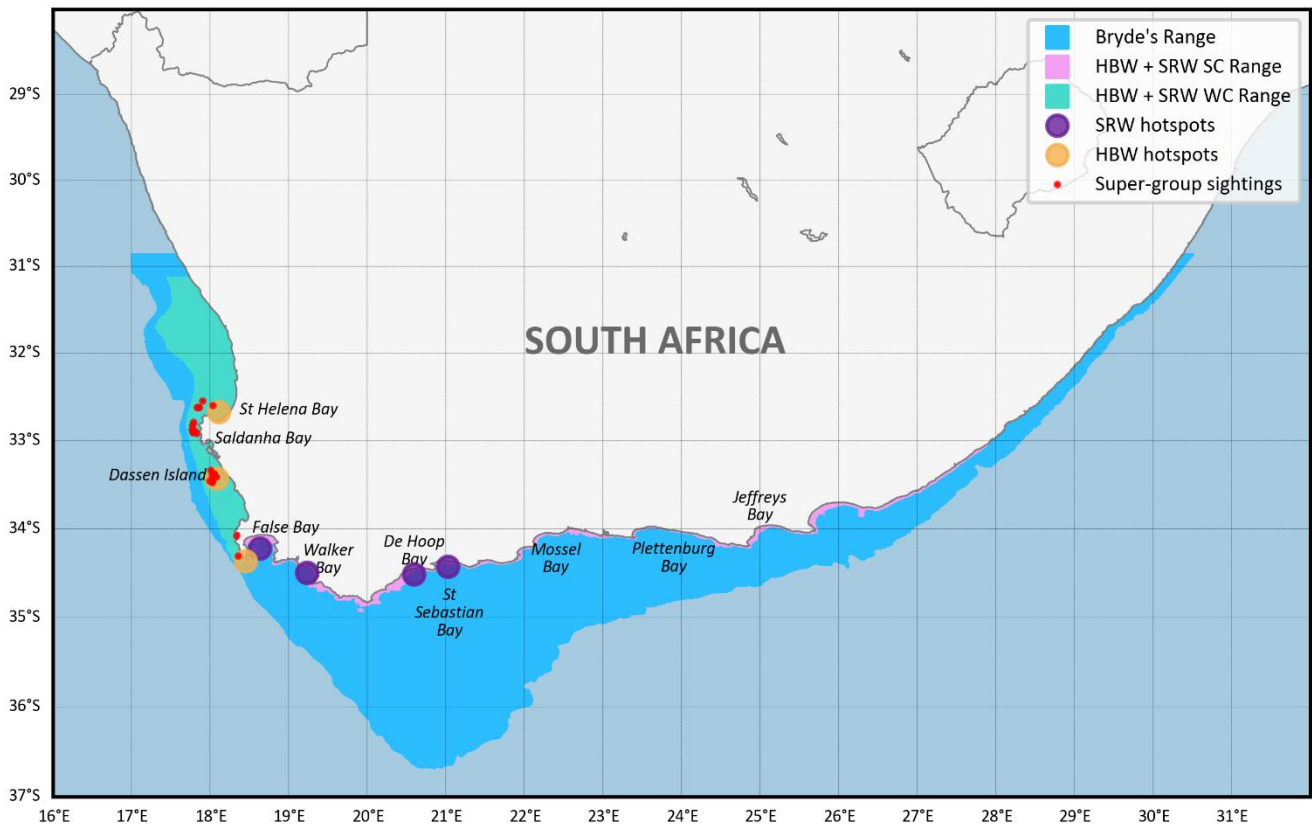 Bryde's Range
HBW + SRW SC Range
HBW + SRW WC Range
SRW hotspots
HBW hotspots
Super-group sightings
29°S
30°S
31°S
32°S
33°S
34°S
35°S
36°S
37°S
SOUTH AFRICA
St Helena Bay
Saldanha Bay
Dassen Island
False Bay
Walker
Bay
De Hoop
Bay
St
Sebastian
Bay
Mossel
Bay
Plettenburg
Bay
Jeffreys
Bay
16°E
17°E
18°E
19°E
20°E
21°E
22°E
23°E
24°E
25°E
26°E
27°E
28°E
29°E
30°E
31°E